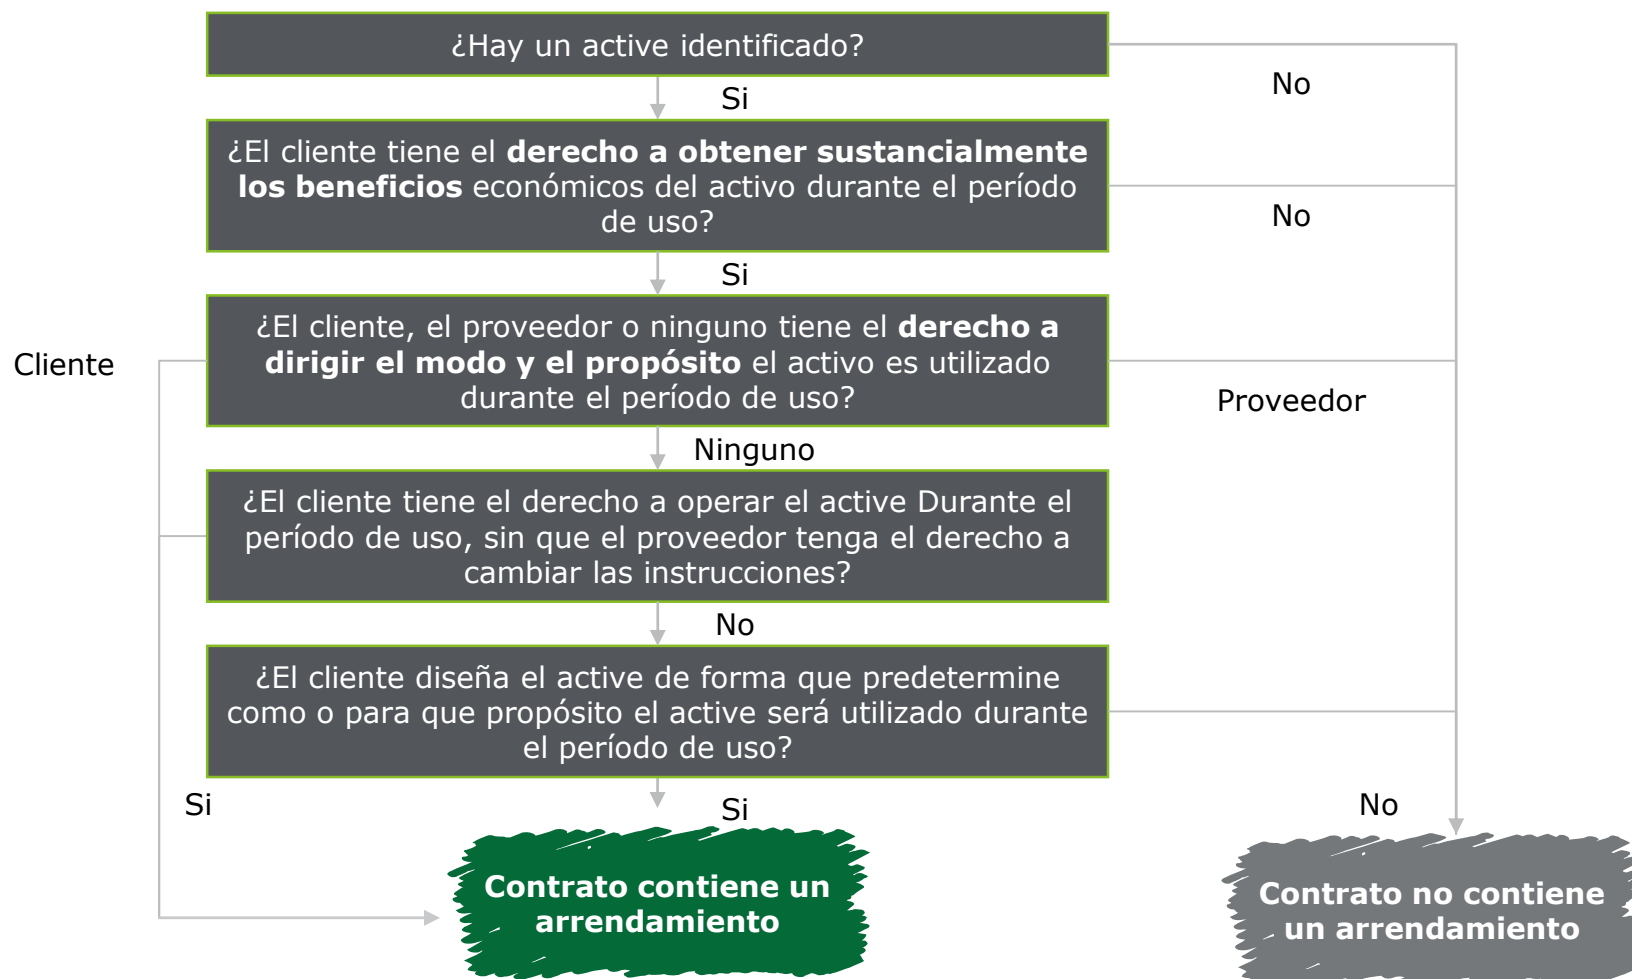 ¿Hay un active identificado?
No
Si
¿El cliente tiene el derecho a obtener sustancialmente
los beneficios económicos del activo durante el período
de uso?
No
Si
¿El cliente, el proveedor o ninguno tiene el derecho a
dirigir el modo y el propósito el activo es utilizado
durante el período de uso?
Cliente
Proveedor
Ninguno
¿El cliente tiene el derecho a operar el active Durante el
período de uso, sin que el proveedor tenga el derecho a
cambiar las instrucciones?
No
¿El cliente diseña el active de forma que predetermine
como o para que propósito el active será utilizado durante
el período de uso?
Si
Si
No
Contrato contiene un
arrendamiento
Contrato no contiene
un arrendamiento